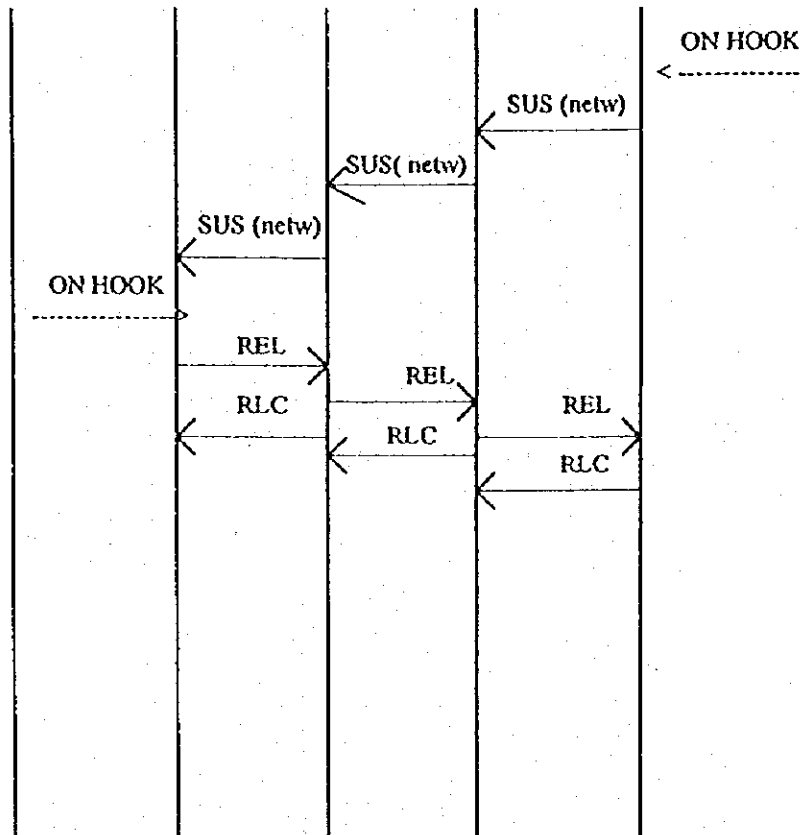 ON HOOK
SUS (netw)
SUS( netw)
SUS (netw)
ON HOOK
REL
REL
RLC
REL
RLC
RLC